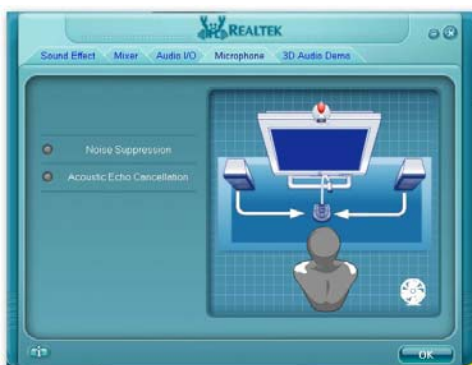 REALTEK
Sound Effect Mixer Audio I/O Microphone 3D Audio Demo
Noise Suppression
Acoustic Echo Cancellation
i
OK